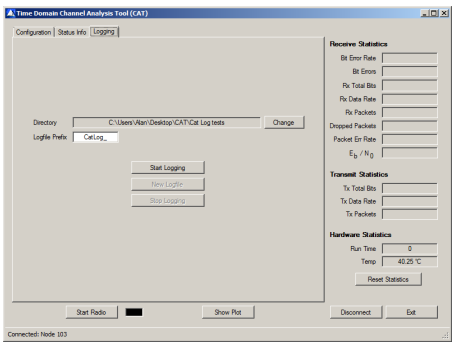 Time Domain Channel Analysis Tool (CAT)
Configuration Status Info Logging
Directory C:\Users\Alan\Desktop\CAT\Cat Log tests Change
Logfile Prefix CatLog_
Start Logging
New Logfile
Stop Logging
Receive Statistics
Bit Error Rate
Bit Errors
Rx Total Bits
Rx Data Rate
Rx Packets
Dropped Packets
Packet Err Rate
Eb / N0
Transmit Statistics
Tx Total Bits
Tx Data Rate
Tx Packets
Hardware Statistics
Run Time 0
Temp 40.25 °C
Reset Statistics
Start Radio Show Plot Disconnect Exit
Connected: Node 103